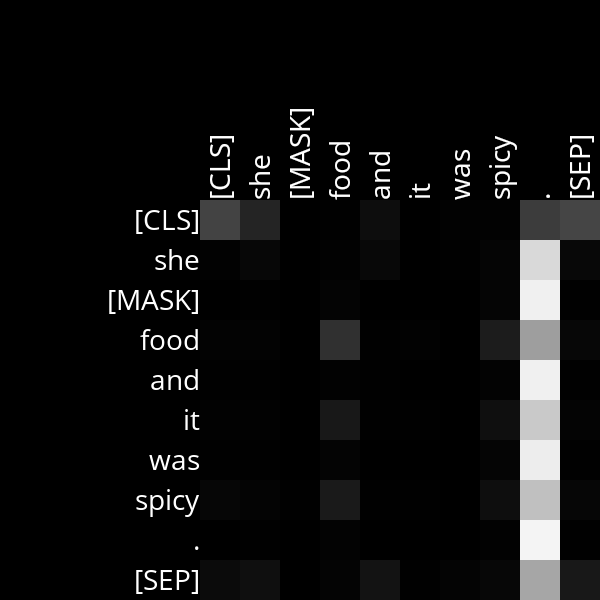 [CLS] she [MASK] food and it was spicy . [SEP]
[CLS]
she
[MASK]
food
and
it
was
spicy
.
[SEP]